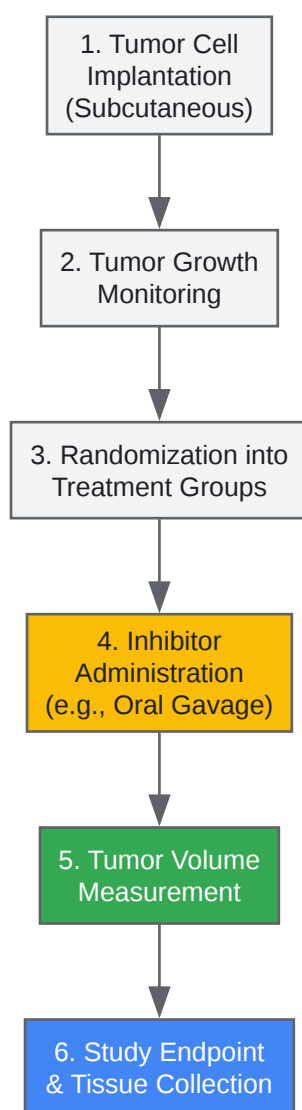 1. Tumor Cell
Implantation
(Subcutaneous)
2. Tumor Growth
Monitoring
3. Randomization into
Treatment Groups
4. Inhibitor
Administration
(e.g., Oral Gavage)
5. Tumor Volume
Measurement
6. Study Endpoint
& Tissue Collection